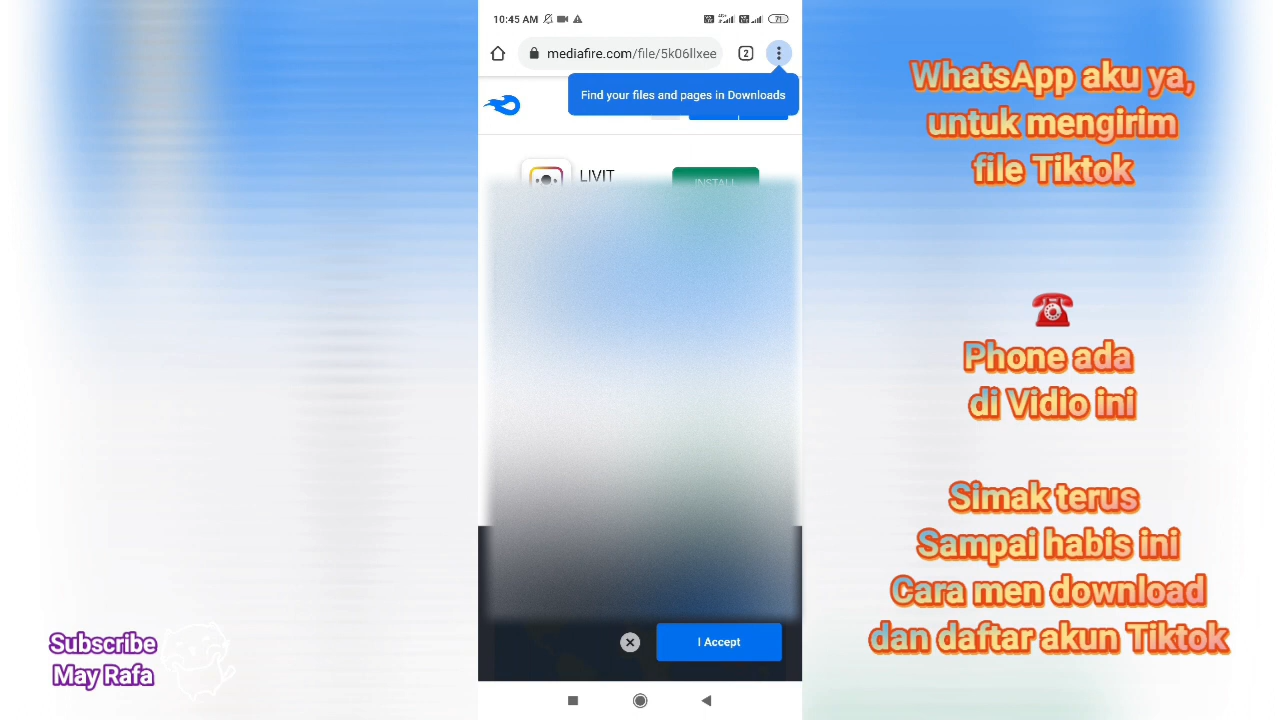 10:45 AM
71
mediafire.com/file/5k06llxee
2
Find your files and pages in Downloads
LIVIT
INSTALL
I Accept
WhatsApp aku ya,
untuk mengirim
file Tiktok
Phone ada
di Vidio ini
Simak terus
Sampai habis ini
Cara men download
dan daftar akun Tiktok
Subscribe
May Rafa